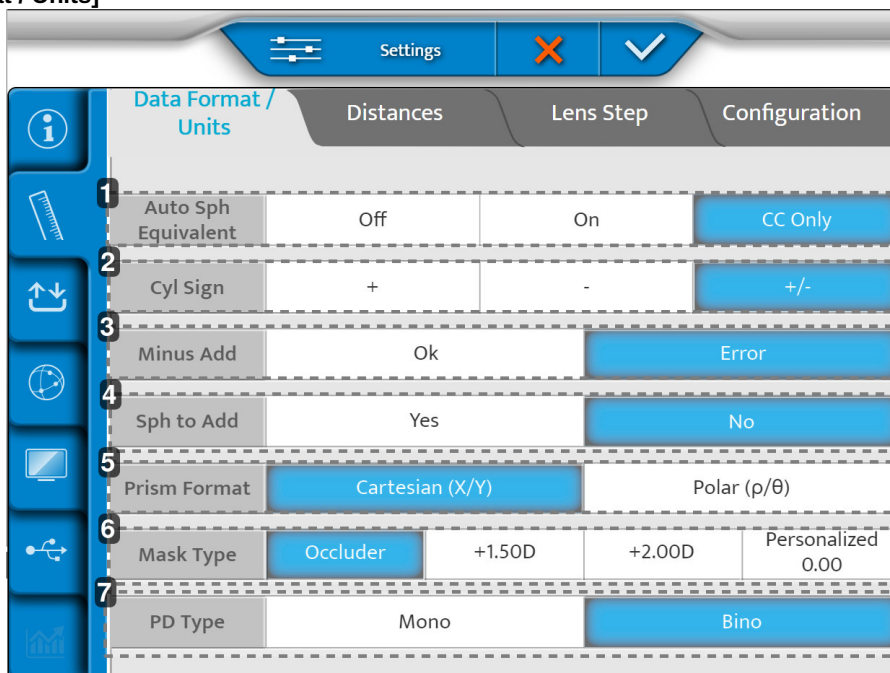 t / Units]
Settings
Data Format /
Units
Distances
Lens Step
Configuration
1
Auto Sph
Equivalent
Off
On
CC Only
2
Cyl Sign
+
-
+/-
3
Minus Add
Ok
Error
4
Sph to Add
Yes
No
5
Prism Format
Cartesian (X/Y)
Polar (ρ/θ)
6
Mask Type
Occluder
+1.50D
+2.00D
Personalized
0.00
7
PD Type
Mono
Bino